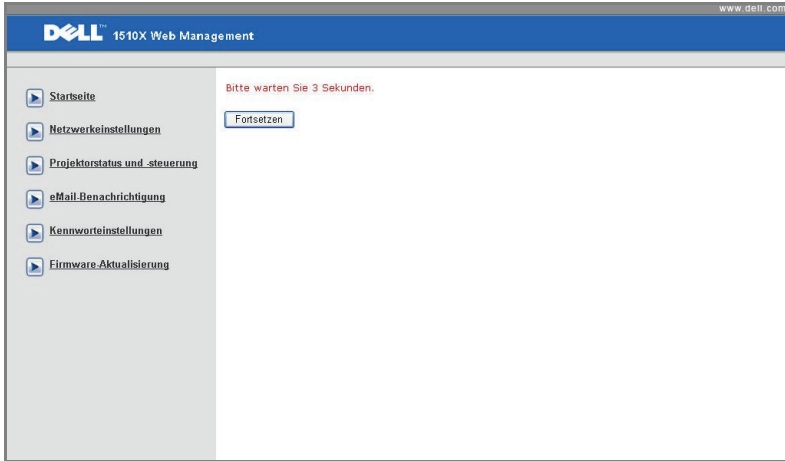 www.dell.com
DELL™ 1510X Web Management
Startseite
Netzwerkeinstellungen
Projektorstatus und -steuerung
eMail-Benachrichtigung
Kennworteinstellungen
Firmware-Aktualisierung
Bitte warten Sie 3 Sekunden.
Fortsetzen